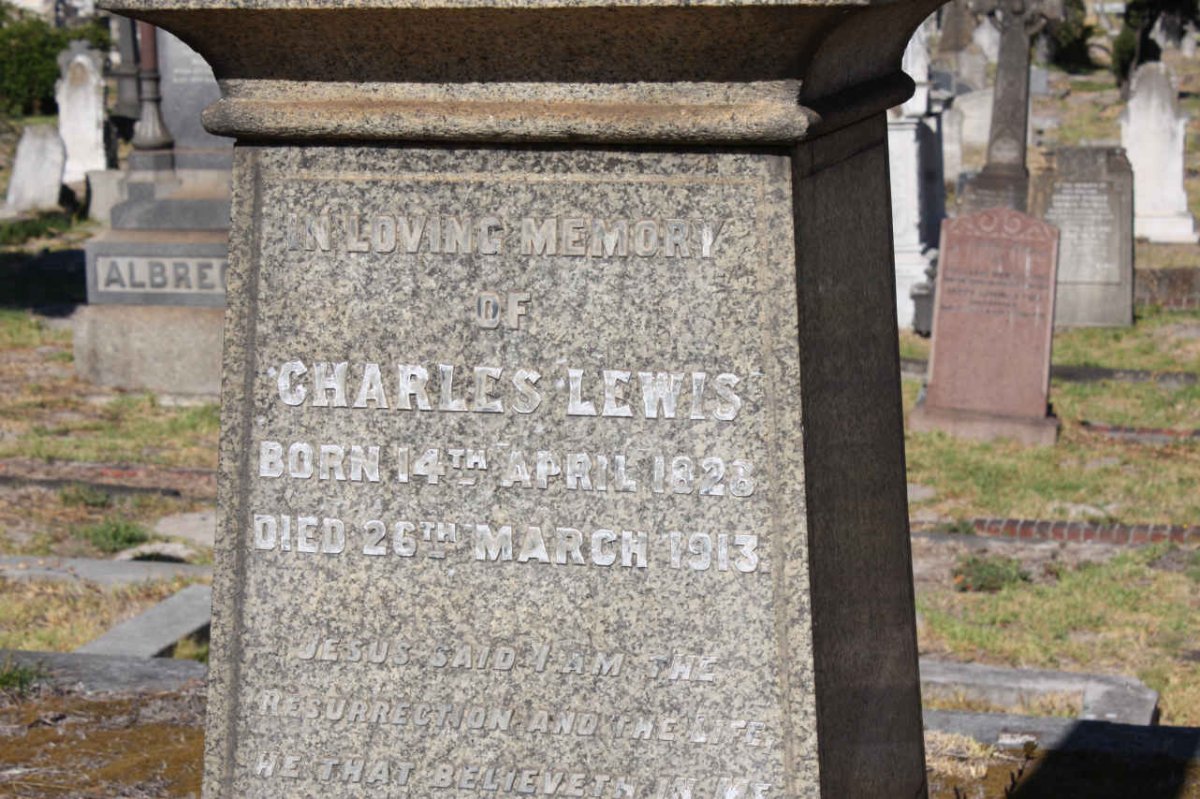 IN LOVING MEMORY
OF
CHARLES LEWIS
BORN 14TH APRIL 1828
DIED 26TH MARCH 1913
JESUS SAID I AM THE
RESURRECTION AND THE LIFE,
HE THAT BELIEVETH IN ME
ALBRE